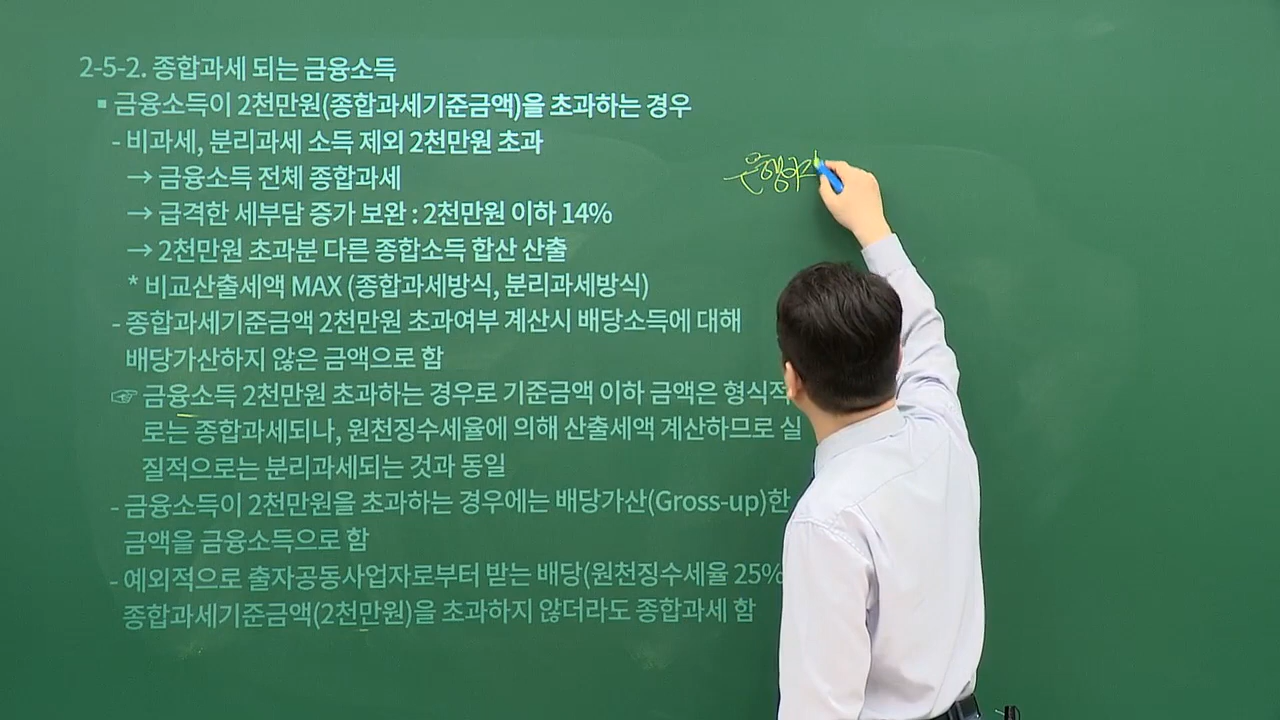 2-5-2. 종합과세 되는 금융소득
▪ 금융소득이 2천만원(종합과세기준금액)을 초과하는 경우
- 비과세, 분리과세 소득 제외 2천만원 초과
→ 금융소득 전체 종합과세
→ 급격한 세부담 증가 보완 : 2천만원 이하 14%
→ 2천만원 초과분 다른 종합소득 합산 산출
* 비교산출세액 MAX (종합과세방식, 분리과세방식)
- 종합과세기준금액 2천만원 초과여부 계산시 배당소득에 대해
배당가산하지 않은 금액으로 함
☞ 금융소득 2천만원 초과하는 경우로 기준금액 이하 금액은 형식적
로는 종합과세되나, 원천징수세율에 의해 산출세액 계산하므로 실
질적으로는 분리과세되는 것과 동일
- 금융소득이 2천만원을 초과하는 경우에는 배당가산(Gross-up)한
금액을 금융소득으로 함
- 예외적으로 출자공동사업자로부터 받는 배당(원천징수세율 25%
종합과세기준금액(2천만원)을 초과하지 않더라도 종합과세 함
은행